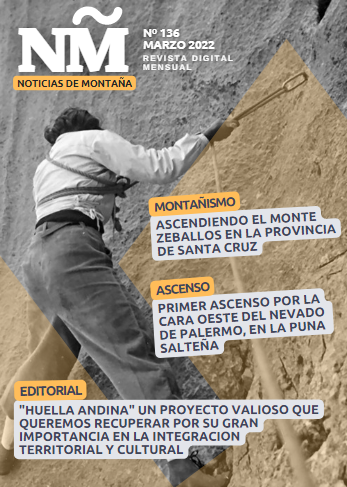 NM̃
Nº 136
MARZO 2022
REVISTA DIGITAL
MENSUAL
NOTICIAS DE MONTAÑA
MONTAÑISMO
ASCENDIENDO EL MONTE
ZEBALLOS EN LA PROVINCIA
DE SANTA CRUZ
ASCENSO
PRIMER ASCENSO POR LA
CARA OESTE DEL NEVADO
DE PALERMO, EN LA PUNA
SALTEÑA
EDITORIAL
"HUELLA ANDINA" UN PROYECTO VALIOSO QUE
QUEREMOS RECUPERAR POR SU GRAN
IMPORTANCIA EN LA INTEGRACION
TERRITORIAL Y CULTURAL